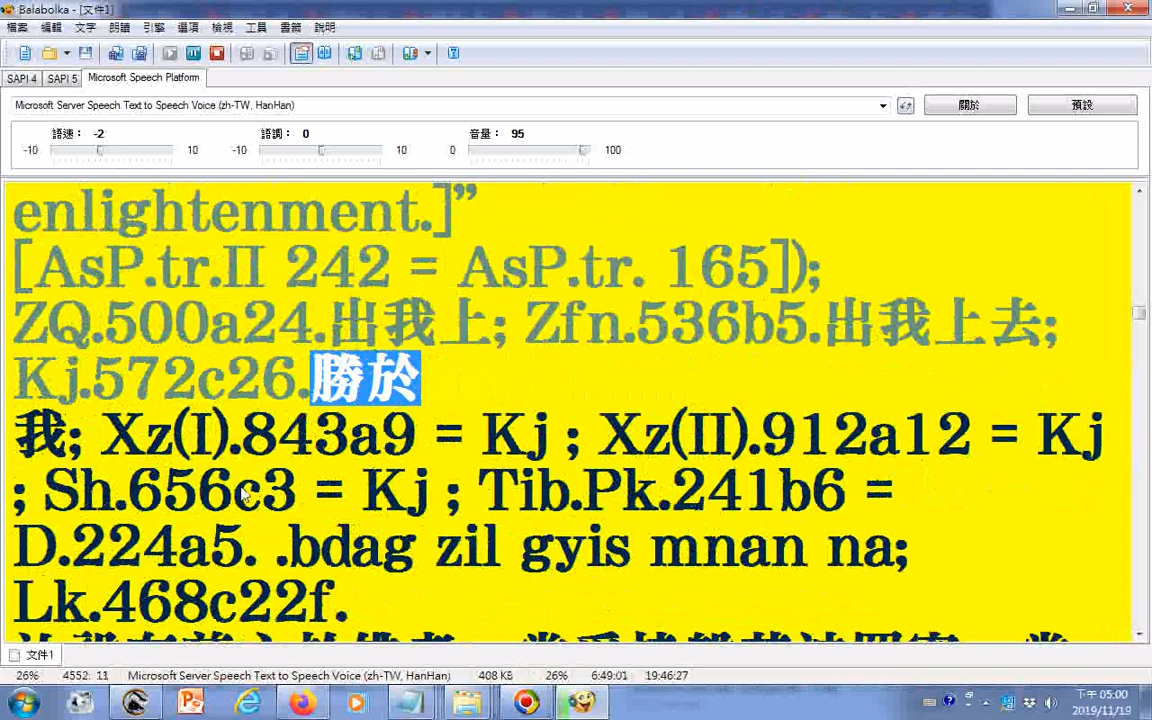 Balabolka - [文件1]
檔案 編輯 文字 朗讀 引擎 選項 檢視 工具 書籤 說明
SAPI 4 SAPI 5 Microsoft Speech Platform
Microsoft Server Speech Text to Speech Voice (zh-TW, HanHan) 關於 預設
語速： -2 語調： 0 音量： 95
-10 10 -10 10 0 100
enlightenment.]”
[AsP.tr.II 242 = AsP.tr. 165]);
ZQ.500a24.出我上; Zfn.536b5.出我上去;
Kj.572c26.勝於
我; Xz(I).843a9 = Kj ; Xz(II).912a12 = Kj
; Sh.656c3 = Kj ; Tib.Pk.241b6 =
D.224a5. .bdag zil gyis mnan na;
Lk.468c22f.
文件1
26% 4552: 11 Microsoft Server Speech Text to Speech Voice (zh-TW, HanHan) 408 KB 26% 6:49:01 19:46:27
下午 05:00
2019/11/19